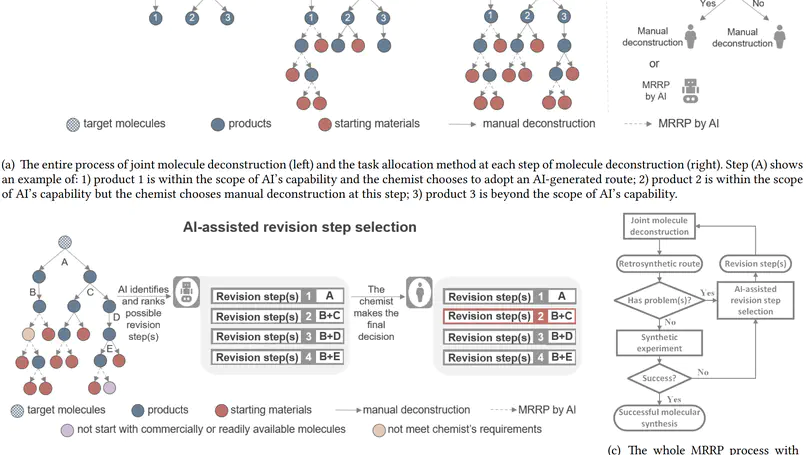 Yes No
1 2 3
1 2 3
1 2 3
Manual deconstruction
Manual deconstruction
or
MRRP by AI
target molecules products starting materials manual deconstruction MRRP by AI
(a) The entire process of joint molecule deconstruction (left) and the task allocation method at each step of molecule deconstruction (right). Step (A) shows
an example of: 1) product 1 is within the scope of AI's capability and the chemist chooses to adopt an AI-generated route; 2) product 2 is within the scope
of AI's capability but the chemist chooses manual deconstruction at this step; 3) product 3 is beyond the scope of AI's capability.
AI-assisted revision step selection
A
B
C
D
E
AI identifies
and ranks
possible
revision
step(s)
Revision step(s) 1 A
Revision step(s) 2 B+C
Revision step(s) 3 B+D
Revision step(s) 4 B+E
The
chemist
makes the
final
decision
Revision step(s) 1 A
Revision step(s) 2 B+C
Revision step(s) 3 B+D
Revision step(s) 4 B+E
target molecules products starting materials manual deconstruction MRRP by AI
not start with commercially or readily available molecules not meet chemist's requirements
Joint molecule
deconstruction
Retrosynthetic route
Revision step(s)
Has problem(s)?
Yes
AI-assisted
revision step
selection
No
Synthetic
experiment
Success?
No
Yes
Successful molecular
synthesis
(c) The whole MRRP process with